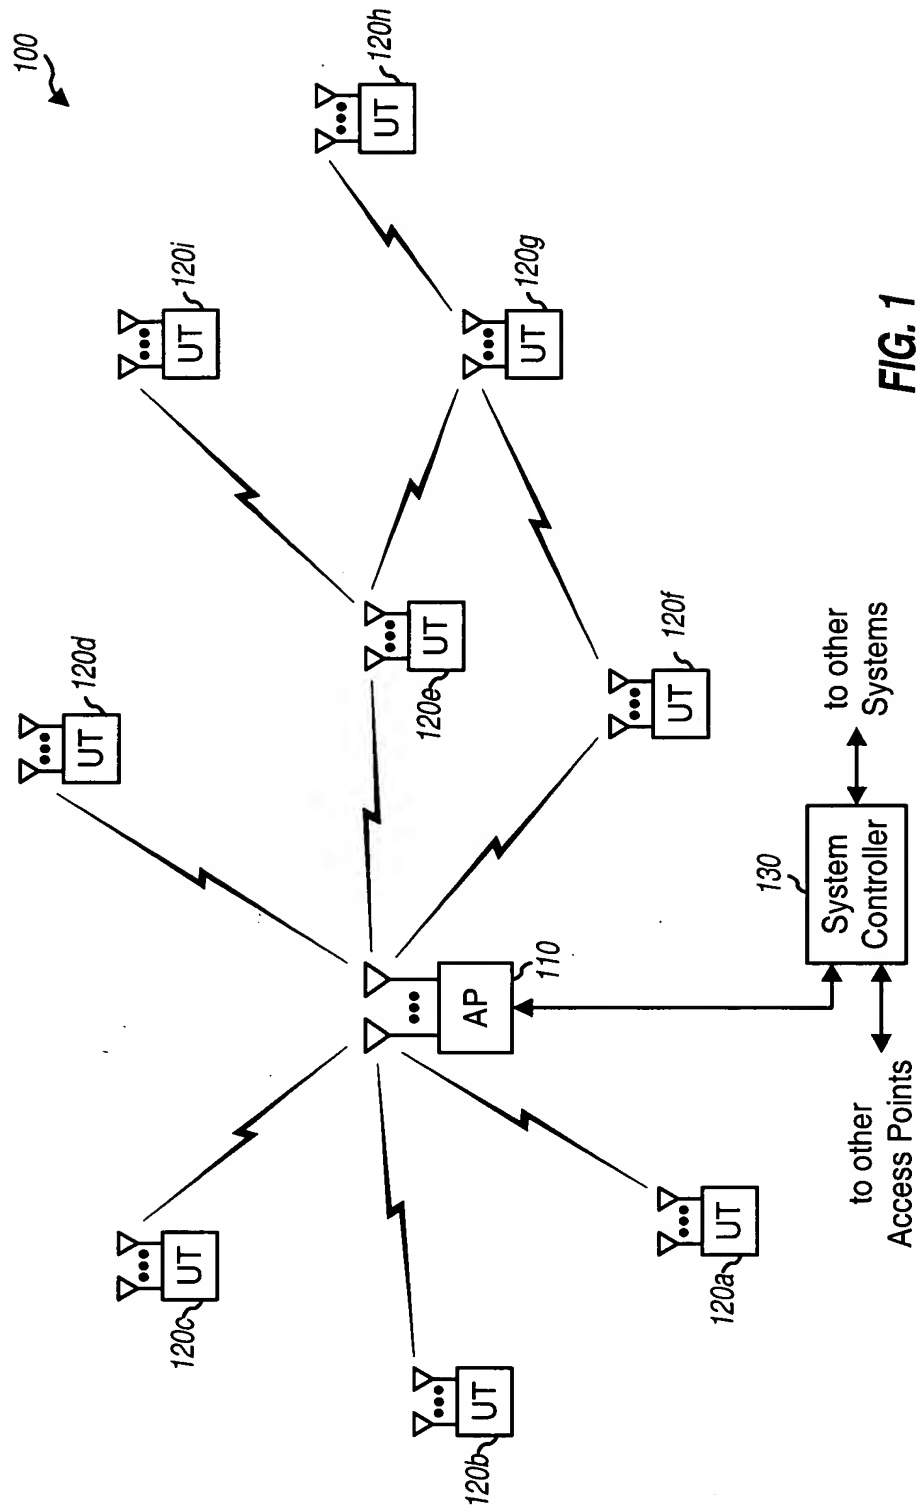 100
120d
UT
120i
UT
120h
UT
120c
UT
120e
UT
120g
UT
120b
UT
AP
110
120f
UT
120a
UT
130
System
Controller
to other
Systems
to other
Access Points
FIG. 1